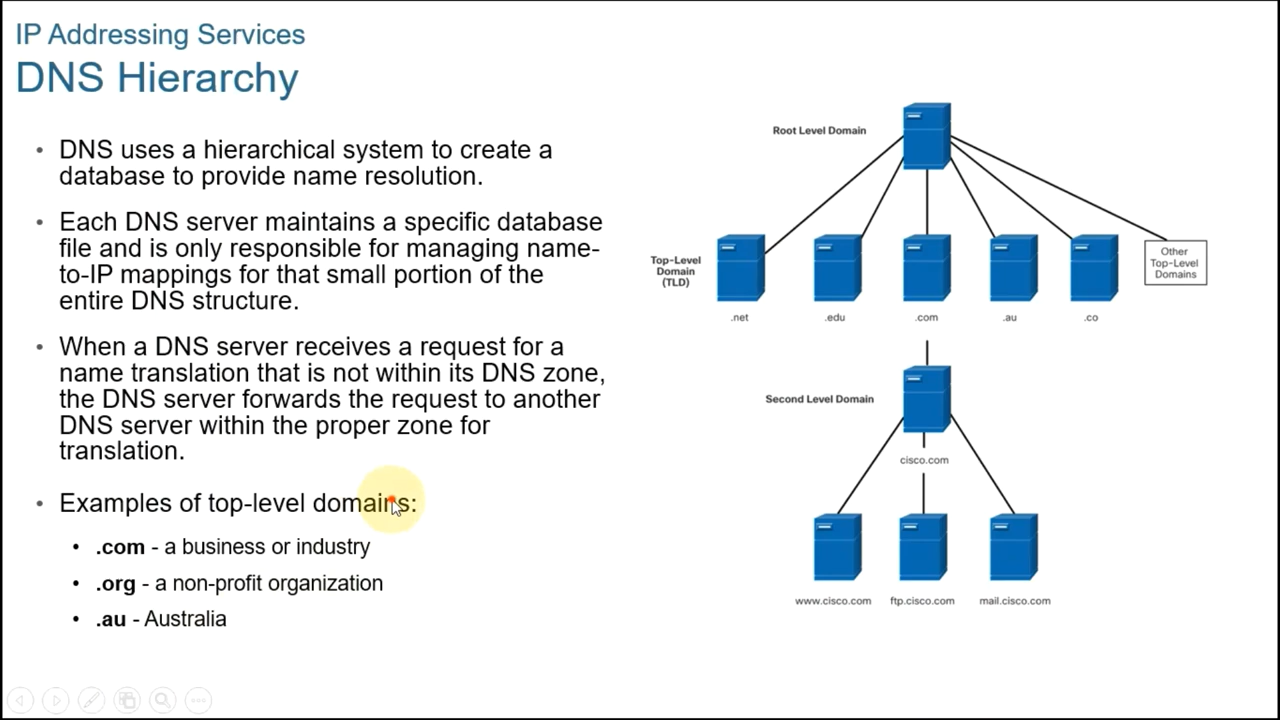 IP Addressing Services
DNS Hierarchy
• DNS uses a hierarchical system to create a
database to provide name resolution.
• Each DNS server maintains a specific database
file and is only responsible for managing name-
to-IP mappings for that small portion of the
entire DNS structure.
• When a DNS server receives a request for a
name translation that is not within its DNS zone,
the DNS server forwards the request to another
DNS server within the proper zone for
translation.
• Examples of top-level domains:
• .com - a business or industry
• .org - a non-profit organization
• .au - Australia
Root Level Domain
Top-Level
Domain
(TLD)
Other
Top-Level
Domains
.net
.edu
.com
.au
.co
Second Level Domain
cisco.com
www.cisco.com
ftp.cisco.com
mail.cisco.com